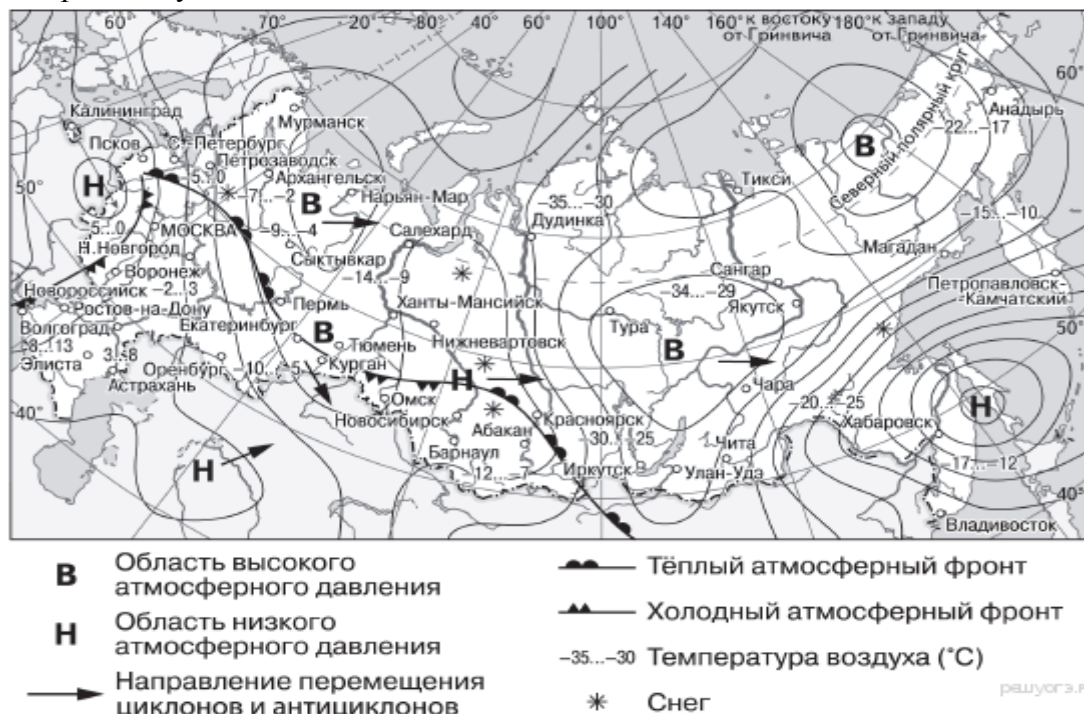 60° 70° 20° 80° 40° 60° 80° 100° 120° 140° 160° к востоку 180° к западу
от Гринвича от Гринвича
60°
Калининград
Мурманск
Анадырь
Северный полярный круг
−22...−17
Псков
С.-Петербург
Петрозаводск
В
50°
−5...0
Архангельск
Н
−7...−2
В
Нарьян-Мар
Тикси
−35...−30
−15...−10
−5...0
МОСКВА
−9...−4
Дудинка
Магадан
Н.Новгород
Салехард
Сыктывкар
Сангар
Воронеж
−14...−9
−34...−29
Петропавловск-
Камчатский
Новороссийск
−2...3
Пермь
Ханты-Мансийск
Якутск
Ростов-на-Дону
Тура
50°
Волгоград
Екатеринбург
В
Тюмень
Нижневартовск
В
8...13
3...8
Курган
Элиста
Оренбург
−10...−5
Н
Чара
Астрахань
Омск
−20...−25
Н
40°
Новосибирск
Красноярск
Хабаровск
Абакан
−30...−25
Чита
Н
Барнаул
−12...−7
Иркутск
Улан-Удэ
−17...−12
40°
Владивосток
В Область высокого
атмосферного давления
Н Область низкого
атмосферного давления
Направление перемещения
циклонов и антициклонов
Тёплый атмосферный фронт
Холодный атмосферный фронт
−35...−30 Температура воздуха (°С)
Снег